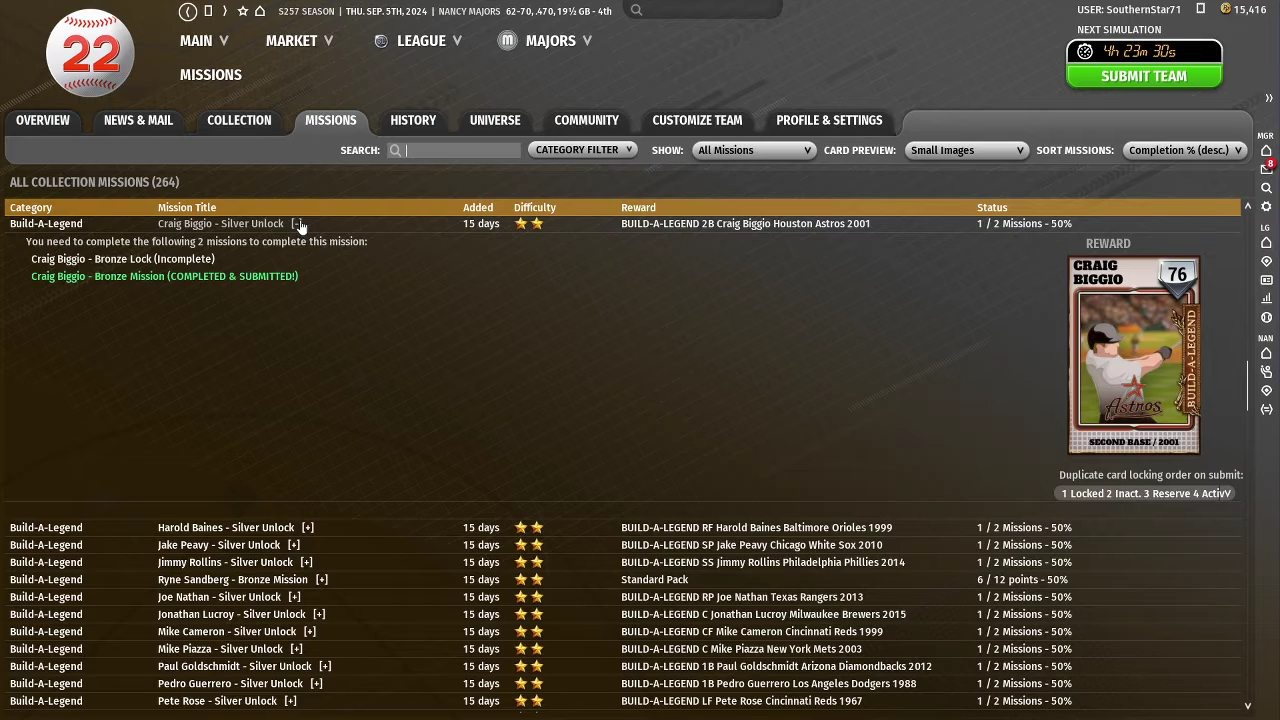 22
S257 SEASON | THU. SEP. 5TH, 2024 | NANCY MAJORS 62-70, .470, 19½ GB - 4th
USER: SouthernStar71
15,416
MAIN
MARKET
LEAGUE
MAJORS
NEXT SIMULATION
4h 23m 30s
SUBMIT TEAM
MISSIONS
OVERVIEW
NEWS & MAIL
COLLECTION
MISSIONS
HISTORY
UNIVERSE
COMMUNITY
CUSTOMIZE TEAM
PROFILE & SETTINGS
SEARCH:
CATEGORY FILTER
SHOW: All Missions
CARD PREVIEW: Small Images
SORT MISSIONS: Completion % (desc.)
MGR
8
LG
NAN
ALL COLLECTION MISSIONS (264)
Category Mission Title Added Difficulty Reward Status
Build-A-Legend Craig Biggio - Silver Unlock [-] 15 days BUILD-A-LEGEND 2B Craig Biggio Houston Astros 2001 1 / 2 Missions - 50%
You need to complete the following 2 missions to complete this mission:
Craig Biggio - Bronze Lock (Incomplete)
Craig Biggio - Bronze Mission (COMPLETED & SUBMITTED!)
REWARD
CRAIG
BIGGIO
76
BUILD-A-LEGEND
Astros
SECOND BASE / 2001
Duplicate card locking order on submit:
1 Locked 2 Inact. 3 Reserve 4 Activ
Build-A-Legend Harold Baines - Silver Unlock [+] 15 days BUILD-A-LEGEND RF Harold Baines Baltimore Orioles 1999 1 / 2 Missions - 50%
Build-A-Legend Jake Peavy - Silver Unlock [+] 15 days BUILD-A-LEGEND SP Jake Peavy Chicago White Sox 2010 1 / 2 Missions - 50%
Build-A-Legend Jimmy Rollins - Silver Unlock [+] 15 days BUILD-A-LEGEND SS Jimmy Rollins Philadelphia Phillies 2014 1 / 2 Missions - 50%
Build-A-Legend Ryne Sandberg - Bronze Mission [+] 15 days Standard Pack 6 / 12 points - 50%
Build-A-Legend Joe Nathan - Silver Unlock [+] 15 days BUILD-A-LEGEND RP Joe Nathan Texas Rangers 2013 1 / 2 Missions - 50%
Build-A-Legend Jonathan Lucroy - Silver Unlock [+] 15 days BUILD-A-LEGEND C Jonathan Lucroy Milwaukee Brewers 2015 1 / 2 Missions - 50%
Build-A-Legend Mike Cameron - Silver Unlock [+] 15 days BUILD-A-LEGEND CF Mike Cameron Cincinnati Reds 1999 1 / 2 Missions - 50%
Build-A-Legend Mike Piazza - Silver Unlock [+] 15 days BUILD-A-LEGEND C Mike Piazza New York Mets 2003 1 / 2 Missions - 50%
Build-A-Legend Paul Goldschmidt - Silver Unlock [+] 15 days BUILD-A-LEGEND 1B Paul Goldschmidt Arizona Diamondbacks 2012 1 / 2 Missions - 50%
Build-A-Legend Pedro Guerrero - Silver Unlock [+] 15 days BUILD-A-LEGEND 1B Pedro Guerrero Los Angeles Dodgers 1988 1 / 2 Missions - 50%
Build-A-Legend Pete Rose - Silver Unlock [+] 15 days BUILD-A-LEGEND LF Pete Rose Cincinnati Reds 1967 1 / 2 Missions - 50%